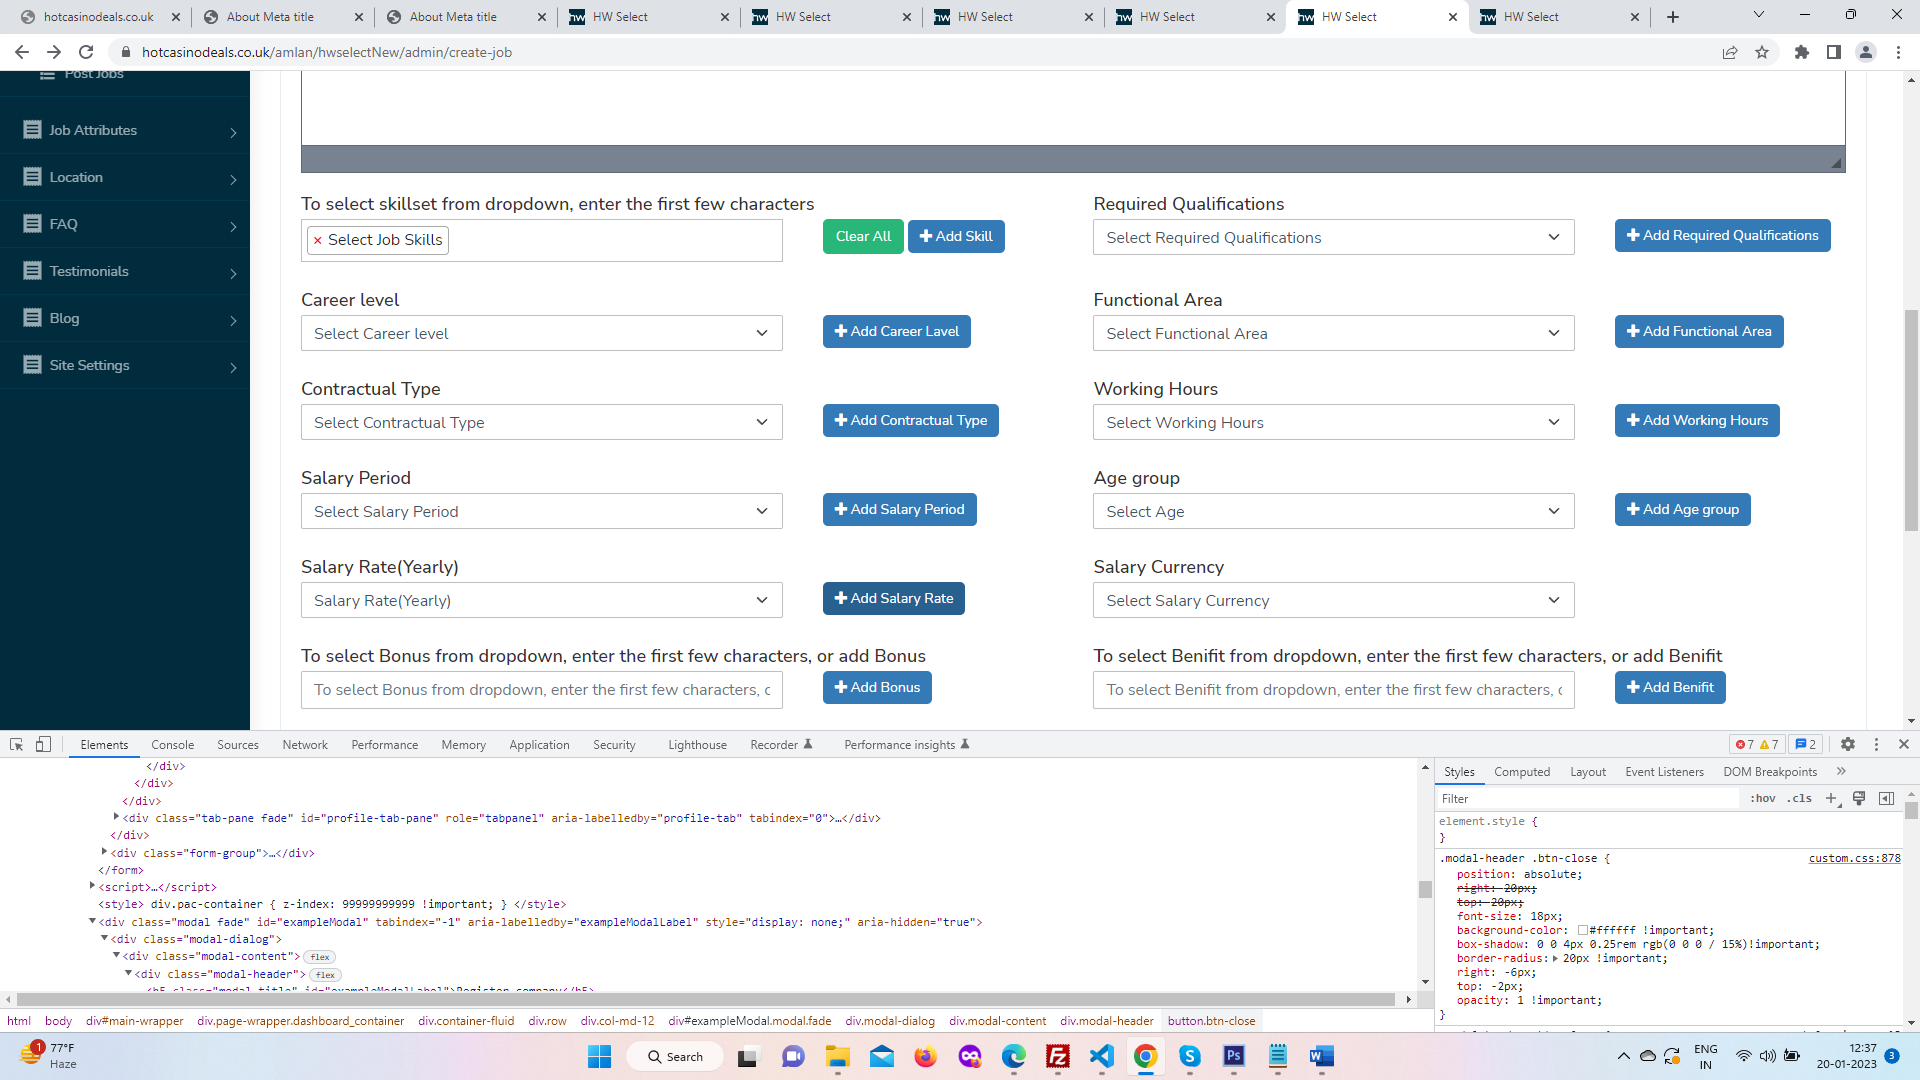 hotcasinodeals.co.uk
About Meta title
About Meta title
HW Select
HW Select
HW Select
HW Select
HW Select
HW Select
hotcasinodeals.co.uk/amlan/hwselectNew/admin/create-job
Post Jobs
Job Attributes
Location
FAQ
Testimonials
Blog
Site Settings
To select skillset from dropdown, enter the first few characters
× Select Job Skills
Clear All
Add Skill
Required Qualifications
Select Required Qualifications
Add Required Qualifications
Career level
Select Career level
Add Career Lavel
Functional Area
Select Functional Area
Add Functional Area
Contractual Type
Select Contractual Type
Add Contractual Type
Working Hours
Select Working Hours
Add Working Hours
Salary Period
Select Salary Period
Add Salary Period
Age group
Select Age
Add Age group
Salary Rate(Yearly)
Salary Rate(Yearly)
Add Salary Rate
Salary Currency
Select Salary Currency
To select Bonus from dropdown, enter the first few characters, or add Bonus
To select Bonus from dropdown, enter the first few characters, c
Add Bonus
To select Benifit from dropdown, enter the first few characters, or add Benifit
To select Benifit from dropdown, enter the first few characters, c
Add Benifit
Elements Console Sources Network Performance Memory Application Security Lighthouse Recorder Performance insights 7 7 2
</div>
</div>
</div>
<div class="tab-pane fade" id="profile-tab-pane" role="tabpanel" aria-labelledby="profile-tab" tabindex="0">…</div>
</div>
<div class="form-group">…</div>
</form>
<script>…</script>
<style> div.pac-container { z-index: 99999999999 !important; } </style>
<div class="modal fade" id="exampleModal" tabindex="-1" aria-labelledby="exampleModalLabel" style="display: none;" aria-hidden="true">
<div class="modal-dialog">
<div class="modal-content"> flex
<div class="modal-header"> flex
<h5 class="modal-title" id="exampleModalLabel">Register company</h5>
html body div#main-wrapper div.page-wrapper.dashboard_container div.container-fluid div.row div.col-md-12 div#exampleModal.modal.fade div.modal-dialog div.modal-content div.modal-header button.btn-close
Styles Computed Layout Event Listeners DOM Breakpoints
Filter
:hov .cls
element.style {
}
.modal-header .btn-close {
custom.css:878
position: absolute;
right: 20px;
top: 20px;
font-size: 18px;
background-color: #ffffff !important;
box-shadow: 0 0 4px 0.25rem rgb(0 0 0 / 15%)!important;
border-radius: 20px !important;
right: -6px;
top: -2px;
opacity: 1 !important;
}
1
77°F
Haze
Search
ENG
IN
12:37
20-01-2023
3